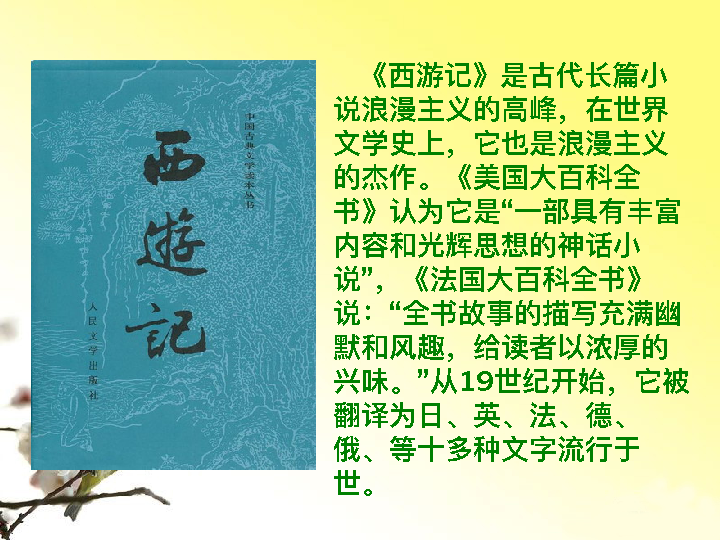 西
遊
記
中国古典文学读本丛书
人民文学出版社
《西游记》是古代长篇小
说浪漫主义的高峰，在世界
文学史上，它也是浪漫主义
的杰作。《美国大百科全
书》认为它是“一部具有丰富
内容和光辉思想的神话小
说”，《法国大百科全书》
说：“全书故事的描写充满幽
默和风趣，给读者以浓厚的
兴味。”从19世纪开始，它被
翻译为日、英、法、德、
俄、等十多种文字流行于
世。